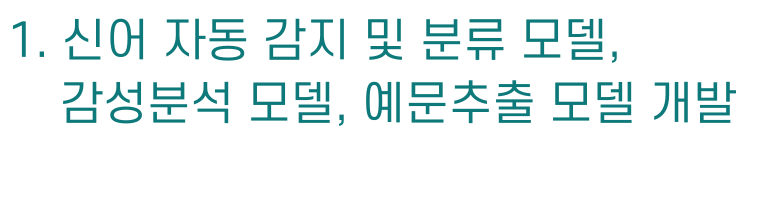 1. 신어 자동 감지 및 분류 모델,
감성분석 모델, 예문추출 모델 개발